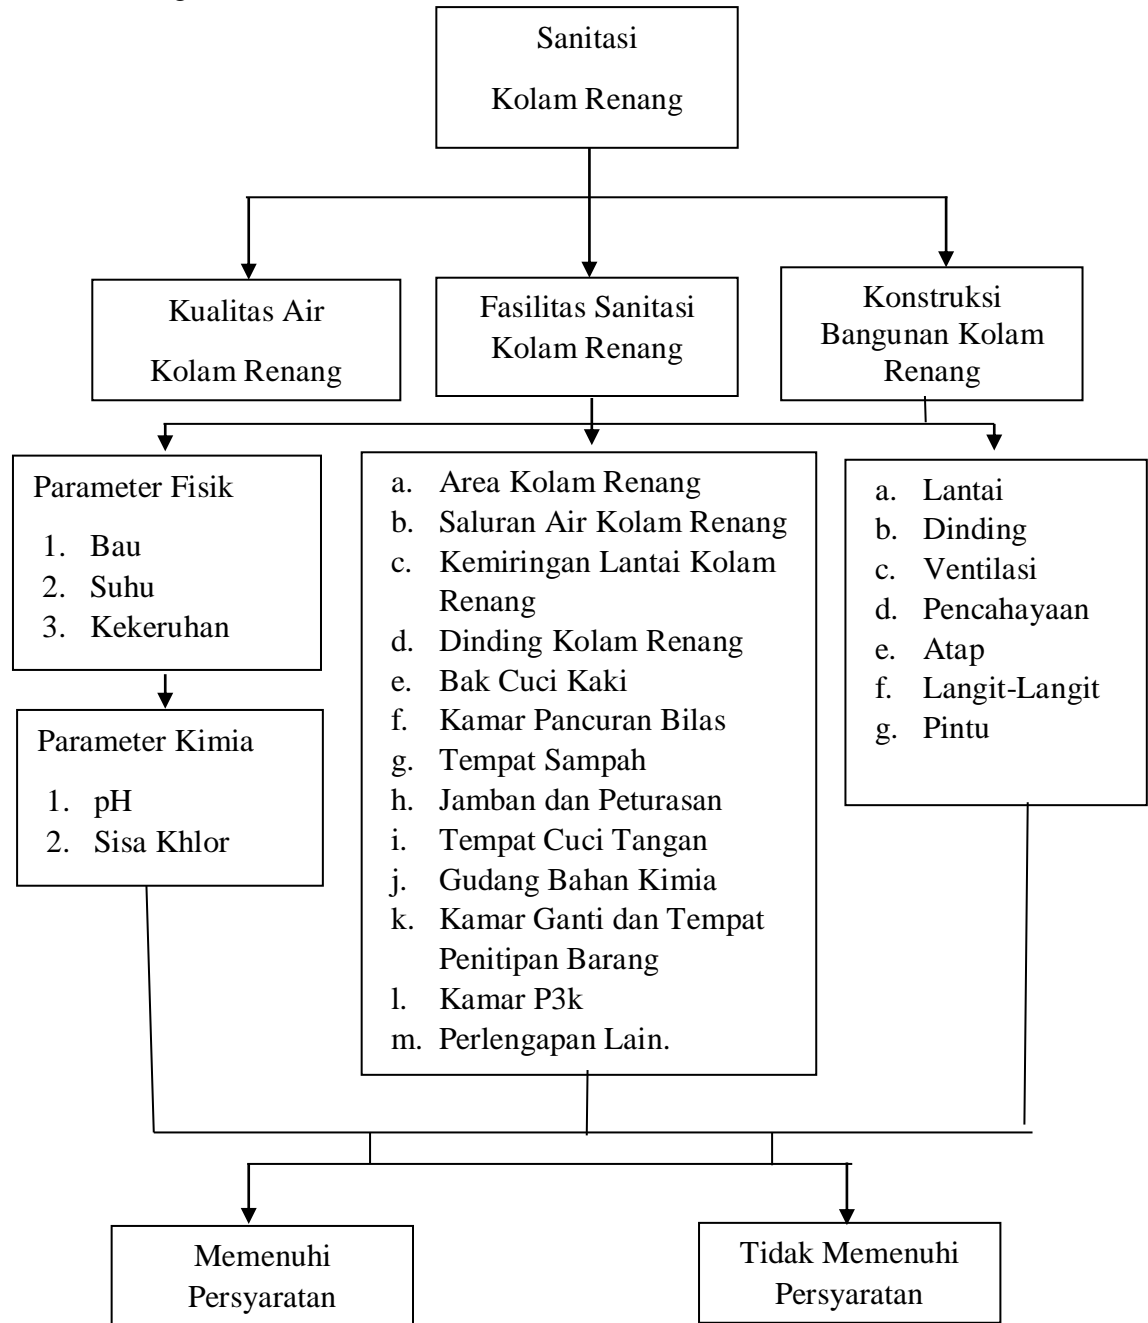 Sanitasi
Kolam Renang
Kualitas Air
Kolam Renang
Fasilitas Sanitasi
Kolam Renang
Konstruksi
Bangunan Kolam
Renang
Parameter Fisik
1. Bau
2. Suhu
3. Kekeruhan
Parameter Kimia
1. pH
2. Sisa Khlor
a. Area Kolam Renang
b. Saluran Air Kolam Renang
c. Kemiringan Lantai Kolam
Renang
d. Dinding Kolam Renang
e. Bak Cuci Kaki
f. Kamar Pancuran Bilas
g. Tempat Sampah
h. Jamban dan Peturasan
i. Tempat Cuci Tangan
j. Gudang Bahan Kimia
k. Kamar Ganti dan Tempat
Penitipan Barang
l. Kamar P3k
m. Perlengapan Lain.
a. Lantai
b. Dinding
c. Ventilasi
d. Pencahayaan
e. Atap
f. Langit-Langit
g. Pintu
Memenuhi
Persyaratan
Tidak Memenuhi
Persyaratan